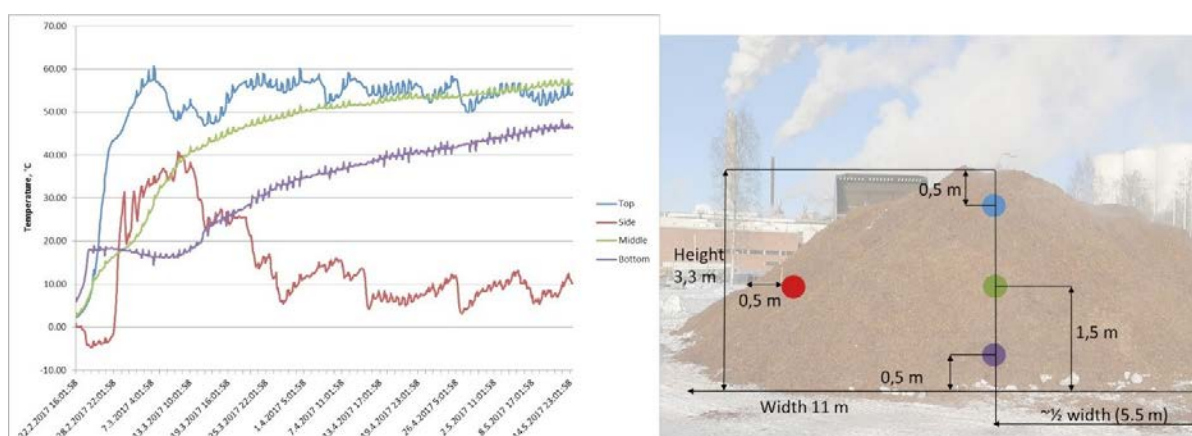 70.00
60.00
50.00
40.00
30.00
20.00
10.00
0.00
-10.00
Temperature, °C
22.2.2017 16:01:58
28.2.2017 22:01:58
7.3.2017 4:01:58
13.3.2017 10:01:58
19.3.2017 16:01:58
25.3.2017 22:01:58
1.4.2017 5:01:58
7.4.2017 11:01:58
13.4.2017 17:01:58
19.4.2017 23:01:58
26.4.2017 5:01:58
2.5.2017 11:01:58
8.5.2017 17:01:58
14.5.2017 23:01:58
Top
Side
Middle
Bottom
0,5 m
Height
3,3 m
0,5 m
1,5 m
0,5 m
Width 11 m
~½ width (5.5 m)